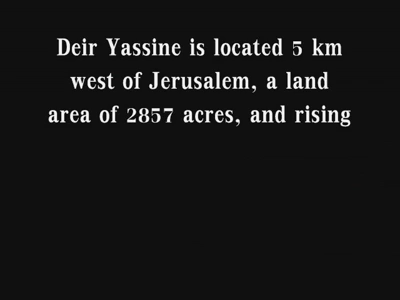 Deir Yassine is located 5 km
west of Jerusalem, a land
area of 2857 acres, and rising